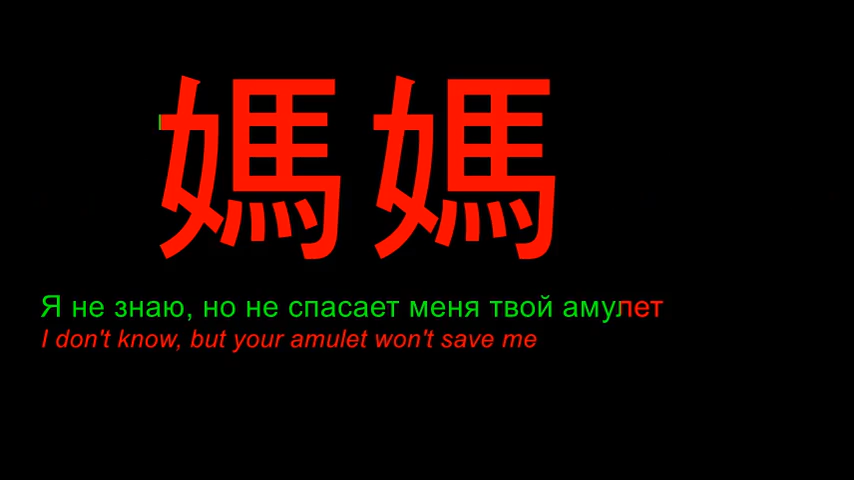 媽媽
Я не знаю, но не спасает меня твой амулет
I don't know, but your amulet won't save me